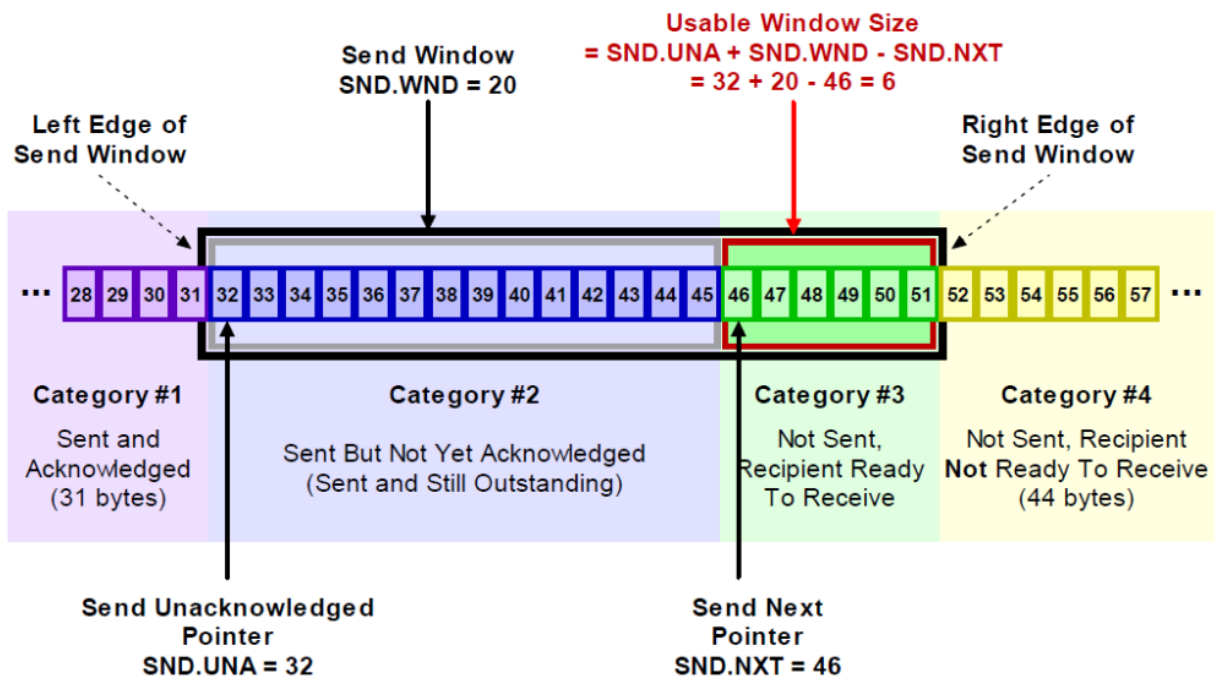 Usable Window Size
= SND.UNA + SND.WND - SND.NXT
= 32 + 20 - 46 = 6
Send Window
SND.WND = 20
Left Edge of
Send Window
Right Edge of
Send Window
... 28 29 30 31 32 33 34 35 36 37 38 39 40 41 42 43 44 45 46 47 48 49 50 51 52 53 54 55 56 57 ...
Category #1
Sent and
Acknowledged
(31 bytes)
Category #2
Sent But Not Yet Acknowledged
(Sent and Still Outstanding)
Category #3
Not Sent,
Recipient Ready
To Receive
Category #4
Not Sent, Recipient
Not Ready To Receive
(44 bytes)
Send Unacknowledged
Pointer
SND.UNA = 32
Send Next
Pointer
SND.NXT = 46